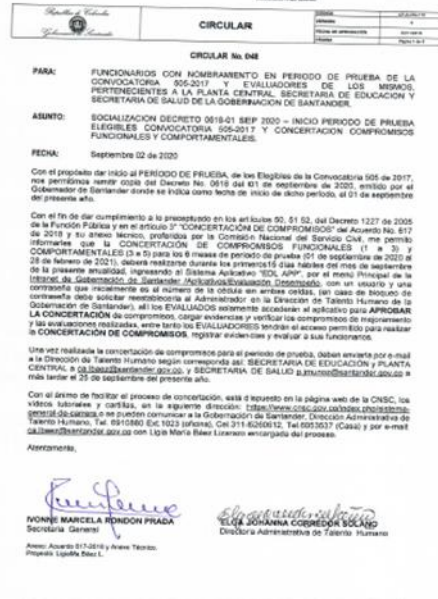 República de Colombia
Gobernación de Santander
CIRCULAR
CIRCULAR No. 048
PARA: FUNCIONARIOS CON NOMBRAMIENTO EN PERIODO DE PRUEBA DE LA
CONVOCATORIA 505-2017 Y EVALUADORES DE LOS MISMOS,
PERTENECIENTES A LA PLANTA CENTRAL, SECRETARIA DE EDUCACION Y
SECRETARIA DE SALUD DE LA GOBERNACION DE SANTANDER.
ASUNTO: SOCIALIZACION DECRETO 0618-01 SEP 2020 – INICIO PERIODO DE PRUEBA
ELEGIBLES CONVOCATORIA 505-2017 Y CONCERTACION COMPROMISOS
FUNCIONALES Y COMPORTAMENTALES.
FECHA: Septiembre 02 de 2020
Con el propósito dar inicio al PERÍODO DE PRUEBA, de los Elegibles de la Convocatoria 505 de 2017,
nos permitimos remitir copia del Decreto No. 0618 del 01 de septiembre de 2020, emitido por el
Gobernador de Santander donde se indica como fecha de inicio de dicho período, el 01 de septiembre
del presente año.
Con el fin de dar cumplimiento a lo preceptuado en los artículos 50, 51 52, del Decreto 1227 de 2005
de la Función Pública y en el artículo 3° "CONCERTACIÓN DE COMPROMISOS" del Acuerdo No. 617
de 2018 y su anexo técnico, proferidos por la Comisión Nacional del Servicio Civil, me permito
informarles que la CONCERTACIÓN DE COMPROMISOS FUNCIONALES (1 a 3) y
COMPORTAMENTALES (3 a 5) para los 6 meses de período de prueba (01 de septiembre 2020 al
28 de febrero de 2021), deberá realizarse durante los primeros 15 días hábiles del mes de septiembre
de la presente anualidad, ingresando al Sistema Aplicativo "EDL APP", por el menú Principal de la
Intranet de Gobernación de Santander (Aplicativos/Evaluación Desempeño, con un usuario y una
contraseña que inicialmente es el número de la cédula sin ambas celdas, (en caso de bloqueo de
contraseña debe solicitar reestablecerla al Administrador en la Dirección de Talento Humano de la
Gobernación de Santander), allí los EVALUADOS solamente accederán al aplicativo para APROBAR
LA CONCERTACIÓN de compromisos, cargar evidencias y verificar los compromisos de mejoramiento
y las evaluaciones realizadas, entre tanto los EVALUADORES tendrán el acceso permitido para realizar
la CONCERTACIÓN DE COMPROMISOS, registrar evidencias y evaluar a sus funcionarios.
Una vez realizada la concertación de compromisos para el periodo de prueba, deben enviarla por e-mail
a la Dirección de Talento Humano según corresponda así: SECRETARIA DE EDUCACIÓN y PLANTA
CENTRAL a ca.lbaez@santander.gov.co, y SECRETARIA DE SALUD p.munoz@santander.gov.co a
más tardar el 25 de septiembre del presente año.
Con el ánimo de facilitar el proceso de concertación, está dispuesto en la página web de la CNSC, los
videos tutoriales y cartillas, en la siguiente dirección: https://www.cnsc.gov.co/index.php/sistema-
general-de-carrera o se pueden comunicar a la Gobernación de Santander, Dirección Administrativa de
Talento Humano, Tel. 6910880 Ext.1023 (oficina), Cel.311-6260612, Tel.6053637 (Casa) y por e-mail
ca.lbaez@santander.gov.co con Ligia María Báez Lizarazo encargada del proceso.
Atentamente,
IVONNE MARCELA RONDON PRADA
Secretaria General
ELGA JOHANNA CORREDOR SOLANO
Directora Administrativa de Talento Humano
Anexo: Acuerdo 617-2018 y Anexo Técnico.
Proyectó: LigiaMa Báez L.